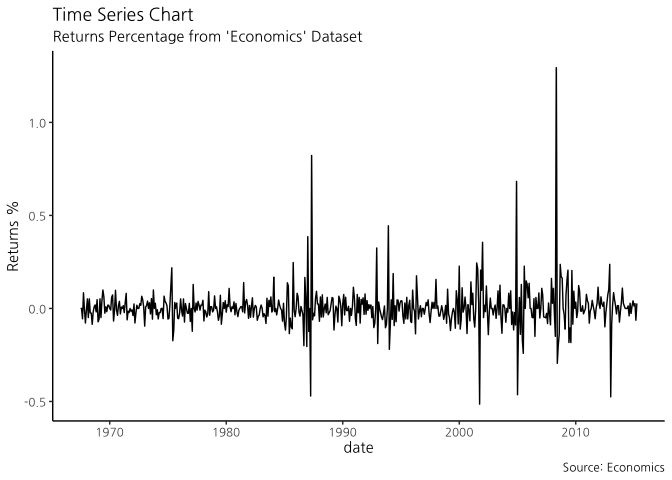 Time Series Chart
Returns Percentage from 'Economics' Dataset
Returns %
1.0
0.5
0.0
-0.5
1970 1980 1990 2000 2010
date
Source: Economics